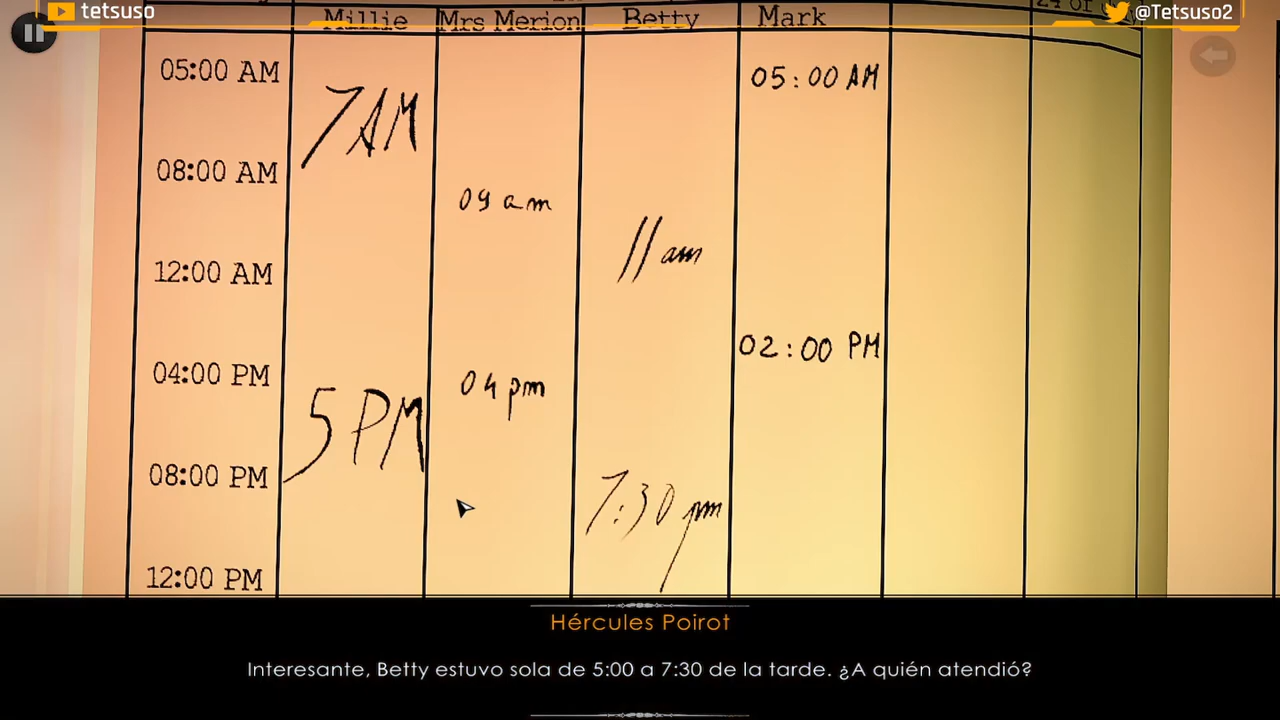 tetsuso
@Tetsuso2
Millie Mrs Merion Betty Mark
05:00 AM 05:00 AM
7 AM
08:00 AM
09 am
11 am
12:00 AM
02:00 PM
04:00 PM 04 pm
5 PM
08:00 PM
7:30 pm
12:00 PM
Hércules Poirot
Interesante, Betty estuvo sola de 5:00 a 7:30 de la tarde. ¿A quién atendió?